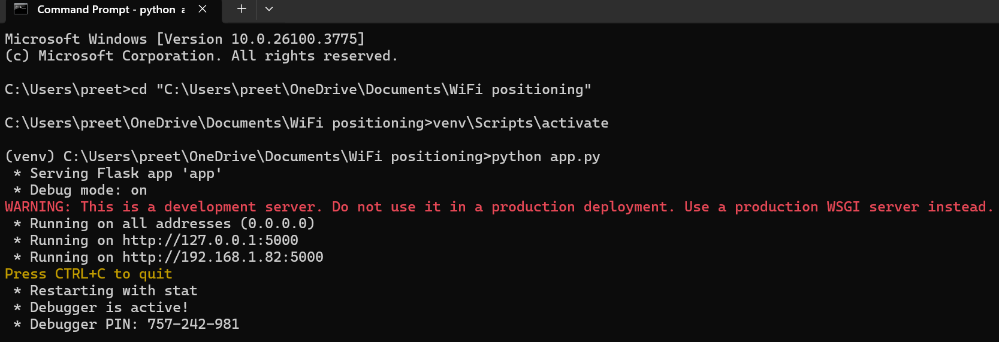 Command Prompt - python a
Microsoft Windows [Version 10.0.26100.3775]
(c) Microsoft Corporation. All rights reserved.
C:\Users\preet>cd "C:\Users\preet\OneDrive\Documents\WiFi positioning"
C:\Users\preet\OneDrive\Documents\WiFi positioning>venv\Scripts\activate
(venv) C:\Users\preet\OneDrive\Documents\WiFi positioning>python app.py
 * Serving Flask app 'app'
 * Debug mode: on
WARNING: This is a development server. Do not use it in a production deployment. Use a production WSGI server instead.
 * Running on all addresses (0.0.0.0)
 * Running on http://127.0.0.1:5000
 * Running on http://192.168.1.82:5000
Press CTRL+C to quit
 * Restarting with stat
 * Debugger is active!
 * Debugger PIN: 757-242-981